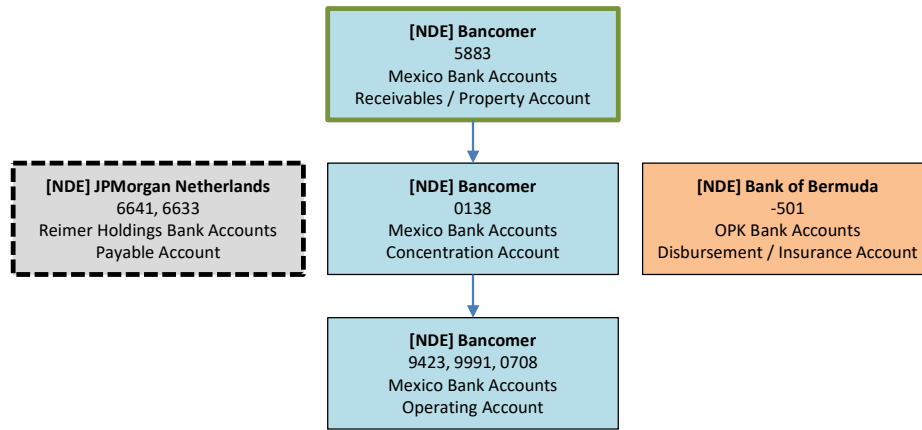 [NDE] Bancomer
5883
Mexico Bank Accounts
Receivables / Property Account
[NDE] JPMorgan Netherlands
6641, 6633
Reimer Holdings Bank Accounts
Payable Account
[NDE] Bancomer
0138
Mexico Bank Accounts
Concentration Account
[NDE] Bank of Bermuda
-501
OPK Bank Accounts
Disbursement / Insurance Account
[NDE] Bancomer
9423, 9991, 0708
Mexico Bank Accounts
Operating Account